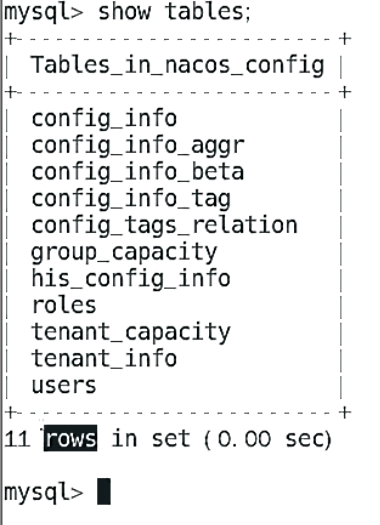 mysql> show tables;
+-----------------------+
| Tables_in_nacos_config |
+-----------------------+
| config_info |
| config_info_aggr |
| config_info_beta |
| config_info_tag |
| config_tags_relation |
| group_capacity |
| his_config_info |
| roles |
| tenant_capacity |
| tenant_info |
| users |
+-----------------------+
11 rows in set (0.00 sec)
mysql>